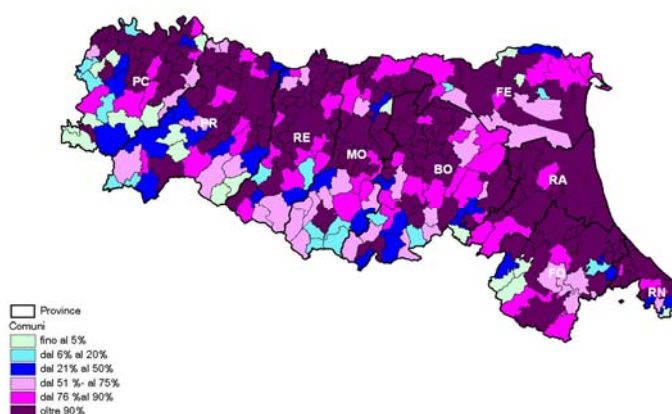 PC
PR
RE
MO
BO
FE
RA
FO
RN
Province
Comuni
fino al 5%
dal 6% al 20%
dal 21% al 50%
dal 51 %- al 75%
dal 76 %al 90%
oltre 90%